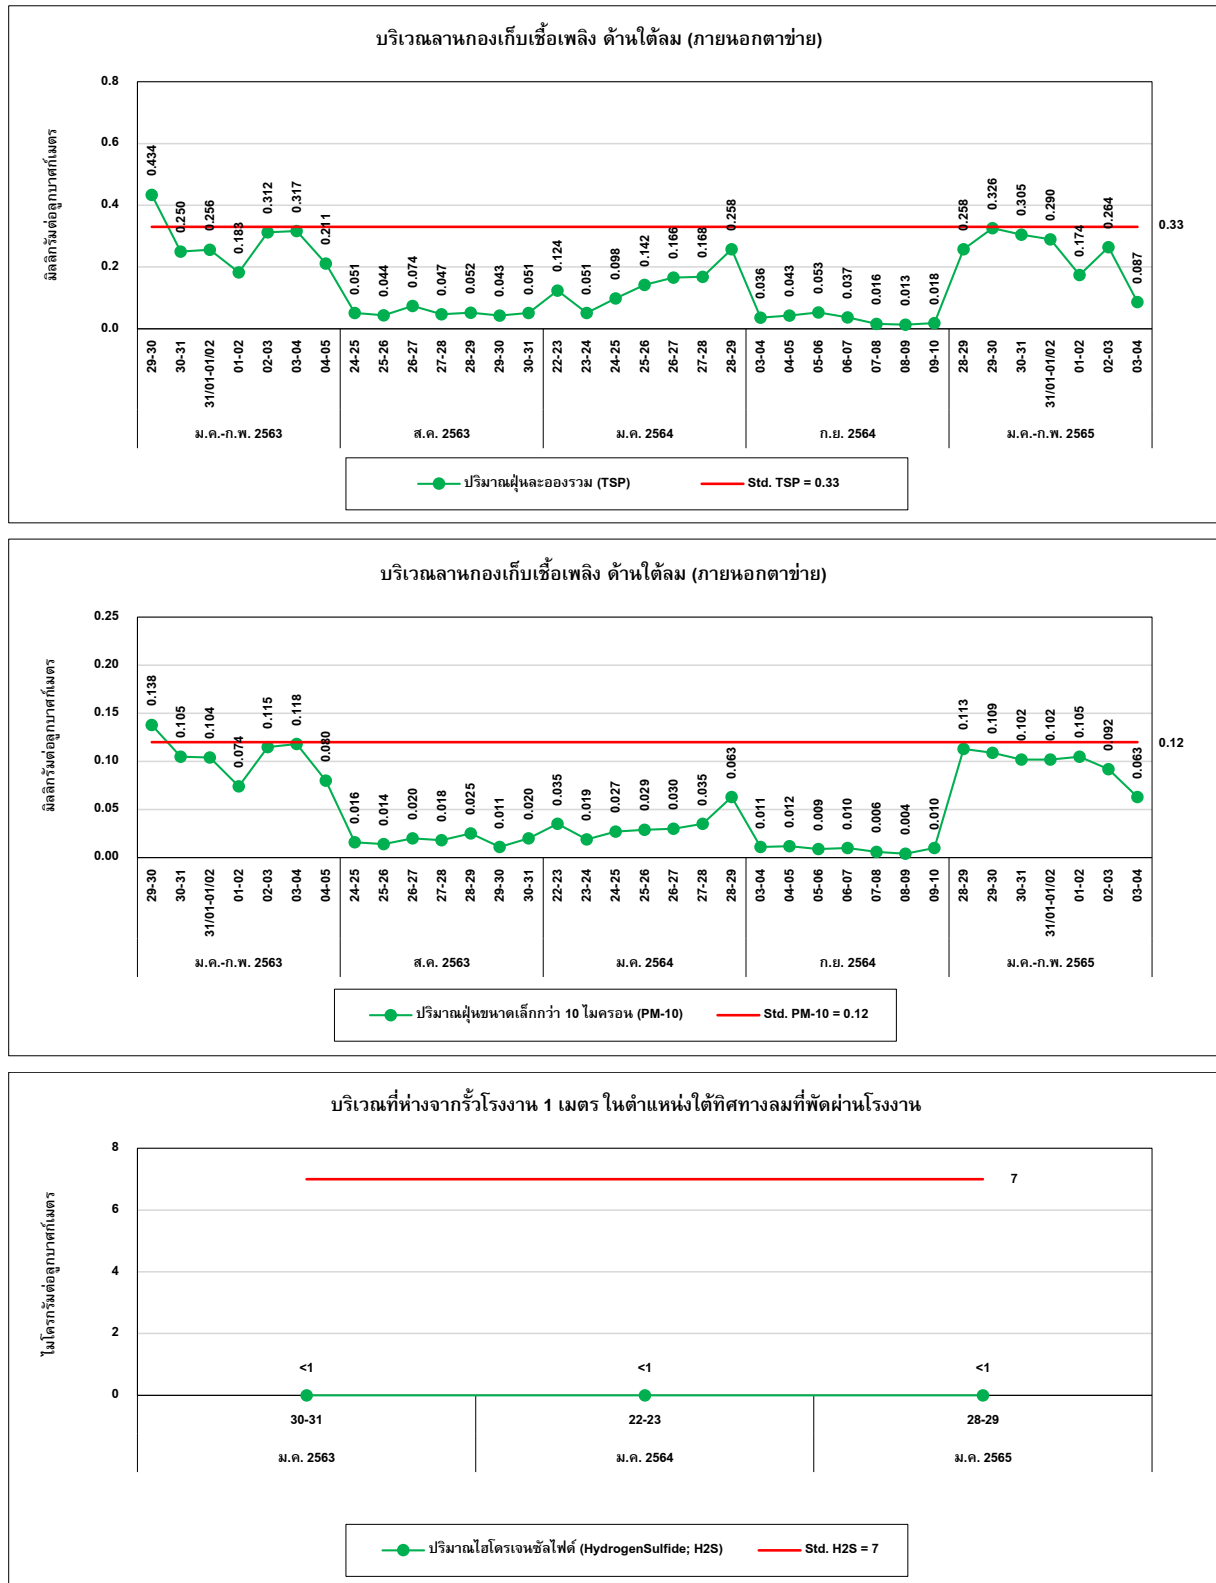 บริเวณลานกองเก็บเชื้อเพลิง ด้านใต้ลม (ภายนอกตาข่าย)
มิลลิกรัมต่อลูกบาศก์เมตร
0.8
0.6
0.4
0.2
0.0
0.434 0.250 0.256 0.183 0.312 0.317 0.211 0.051 0.044 0.074 0.047 0.052 0.043 0.051 0.124 0.051 0.098 0.142 0.166 0.168 0.258 0.036 0.043 0.053 0.037 0.016 0.013 0.018 0.258 0.326 0.305 0.290 0.174 0.264 0.087
0.33
29-30 30-31 31/01-01/02 01-02 02-03 03-04 04-05 24-25 25-26 26-27 27-28 28-29 29-30 30-31 22-23 23-24 24-25 25-26 26-27 27-28 28-29 03-04 04-05 05-06 06-07 07-08 08-09 09-10 28-29 29-30 30-31 31/01-01/02 01-02 02-03 03-04
ม.ค.-ก.พ. 2563 ส.ค. 2563 ม.ค. 2564 ก.ย. 2564 ม.ค.-ก.พ. 2565
ปริมาณฝุ่นละอองรวม (TSP) Std. TSP = 0.33
บริเวณลานกองเก็บเชื้อเพลิง ด้านใต้ลม (ภายนอกตาข่าย)
มิลลิกรัมต่อลูกบาศก์เมตร
0.25
0.20
0.15
0.10
0.05
0.00
0.138 0.105 0.104 0.074 0.115 0.118 0.080 0.016 0.014 0.020 0.018 0.025 0.011 0.020 0.035 0.019 0.027 0.029 0.030 0.035 0.063 0.011 0.012 0.009 0.010 0.006 0.004 0.010 0.113 0.109 0.102 0.102 0.105 0.092 0.063
0.12
29-30 30-31 31/01-01/02 01-02 02-03 03-04 04-05 24-25 25-26 26-27 27-28 28-29 29-30 30-31 22-23 23-24 24-25 25-26 26-27 27-28 28-29 03-04 04-05 05-06 06-07 07-08 08-09 09-10 28-29 29-30 30-31 31/01-01/02 01-02 02-03 03-04
ม.ค.-ก.พ. 2563 ส.ค. 2563 ม.ค. 2564 ก.ย. 2564 ม.ค.-ก.พ. 2565
ปริมาณฝุ่นขนาดเล็กกว่า 10 ไมครอน (PM-10) Std. PM-10 = 0.12
บริเวณที่ห่างจากรั้วโรงงาน 1 เมตร ในตำแหน่งใต้ทิศทางลมที่พัดผ่านโรงงาน
ไมโครกรัมต่อลูกบาศก์เมตร
8
6
4
2
0
7
<1 <1 <1
30-31 22-23 28-29
ม.ค. 2563 ม.ค. 2564 ม.ค. 2565
ปริมาณไฮโดรเจนซัลไฟด์ (HydrogenSulfide; H2S) Std. H2S = 7